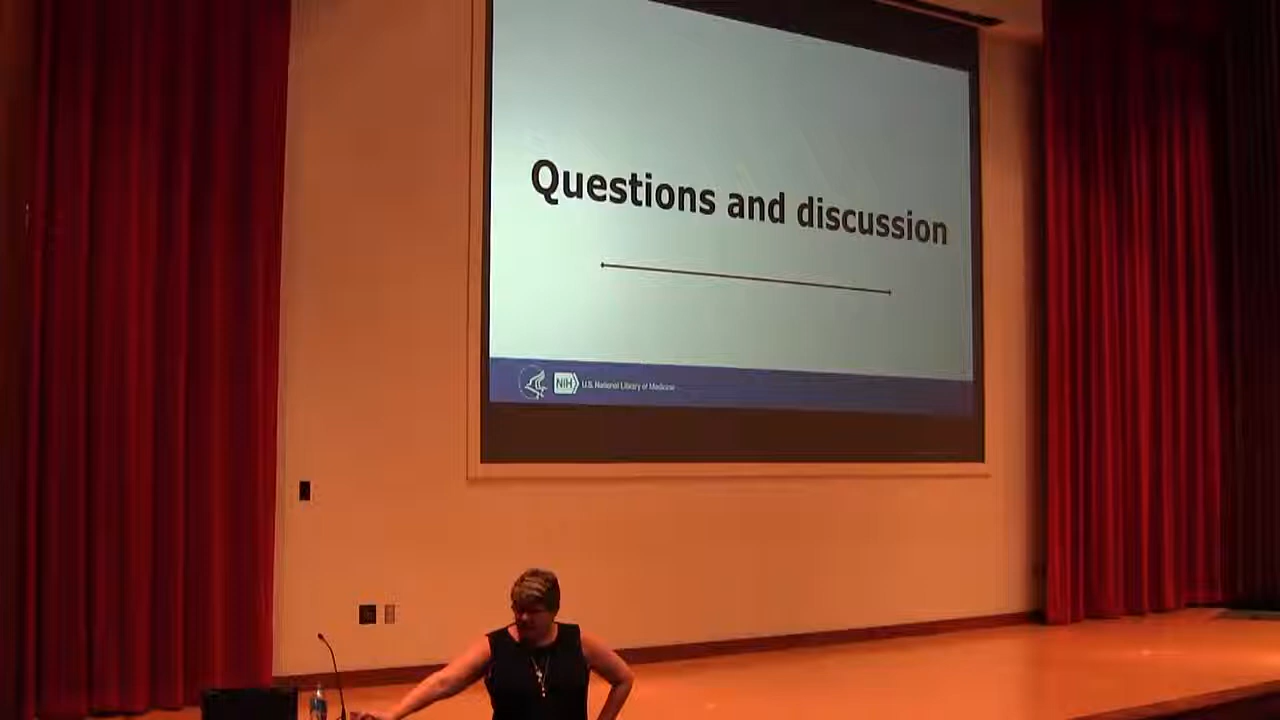 Questions and discussion
NIH
U.S. National Library of Medicine